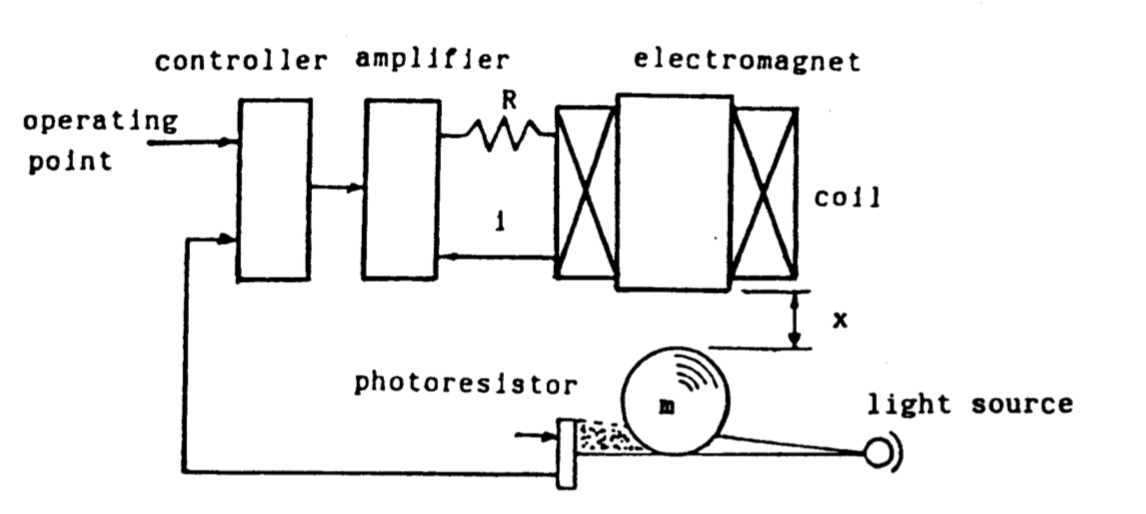 controller amplifier electromagnet
R
operating
point
coil
i
x
photoresistor
m
light source